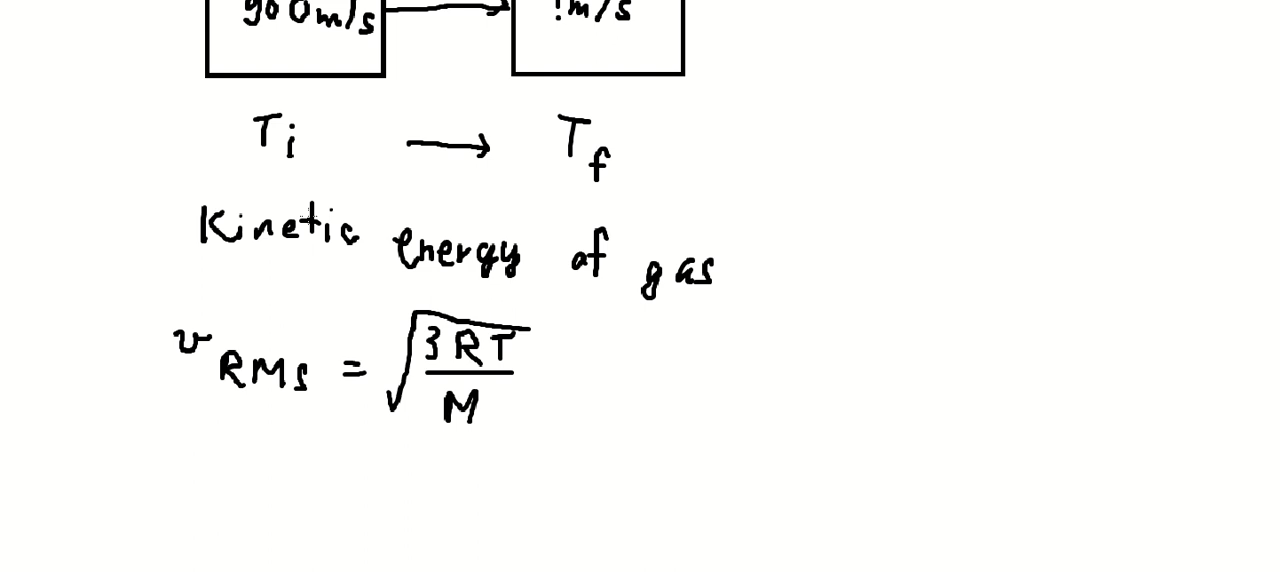 900m/s !m/s
Ti → Tf
Kinetic energy of gas
vRMS = √3RT/M